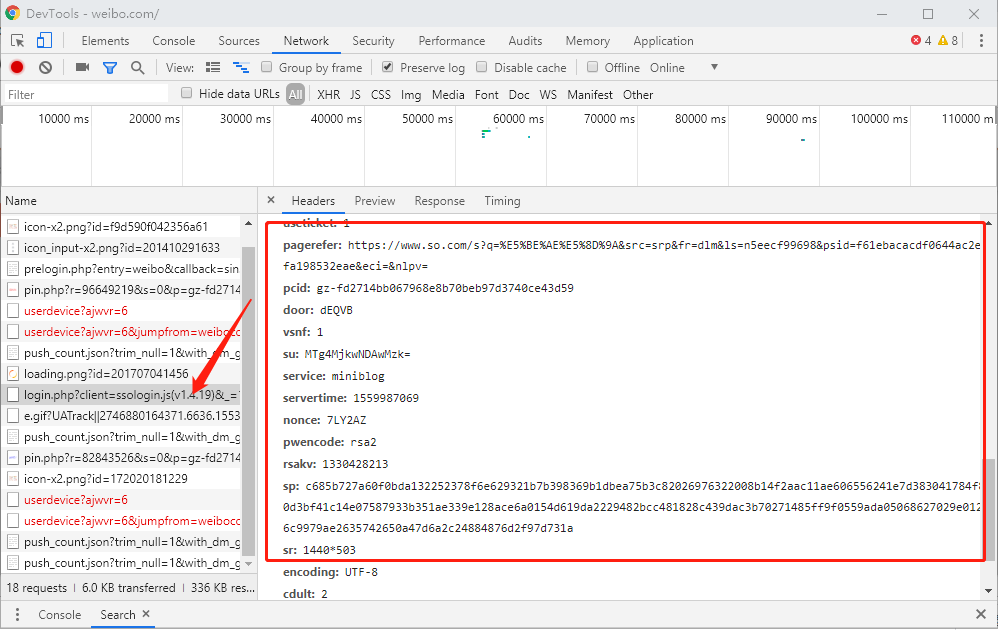 DevTools - weibo.com/
Elements Console Sources Network Security Performance Audits Memory Application 4 8
View: Group by frame Preserve log Disable cache Offline Online
Filter Hide data URLs All XHR JS CSS Img Media Font Doc WS Manifest Other
10000 ms 20000 ms 30000 ms 40000 ms 50000 ms 60000 ms 70000 ms 80000 ms 90000 ms 100000 ms 110000 m
Name
icon-x2.png?id=f9d590f042356a61
icon_input-x2.png?id=201410291633
prelogin.php?entry=weibo&callback=sin
pin.php?r=96649219&s=0&p=gz-fd2714
userdevice?ajwvr=6
userdevice?ajwvr=6&jumpfrom=weiboco
push_count.json?trim_null=1&with_dm_g
loading.png?id=201707041456
login.php?client=ssologin.js(v1.4.19)&_=
e.gif?UATrack||2746880164371.6636.1553
push_count.json?trim_null=1&with_dm_g
pin.php?r=82843526&s=0&p=gz-fd2714
icon-x2.png?id=172020181229
userdevice?ajwvr=6
userdevice?ajwvr=6&jumpfrom=weiboco
push_count.json?trim_null=1&with_dm_g
push_count.json?trim_null=1&with_dm_g
18 requests | 6.0 KB transferred | 336 KB res...
× Headers Preview Response Timing
useticket: 1
pagerefer: https://www.so.com/s?q=%E5%BE%AE%E5%8D%9A&src=srp&fr=dlm&ls=n5eecf99698&psid=f61ebacacdf0644ac2e
fa198532eae&eci=&nlpv=
pcid: gz-fd2714bb067968e8b70beb97d3740ce43d59
door: dEQVB
vsnf: 1
su: MTg4MjkwNDAwMzk=
service: miniblog
servertime: 1559987069
nonce: 7LY2AZ
pwencode: rsa2
rsakv: 1330428213
sp: c685b727a60f0bda132252378f6e629321b7b398369b1dbea75b3c82026976322008b14f2aac11ae606556241e7d383041784f8
0d3bf41c14e07587933b351ae339e128ace6a0154d619da2229482bcc481828c439dac3b70271485ff9f0559ada05068627029e012
6c9979ae2635742650a47d6a2c24884876d2f97d731a
sr: 1440*503
encoding: UTF-8
cdult: 2
Console Search ×